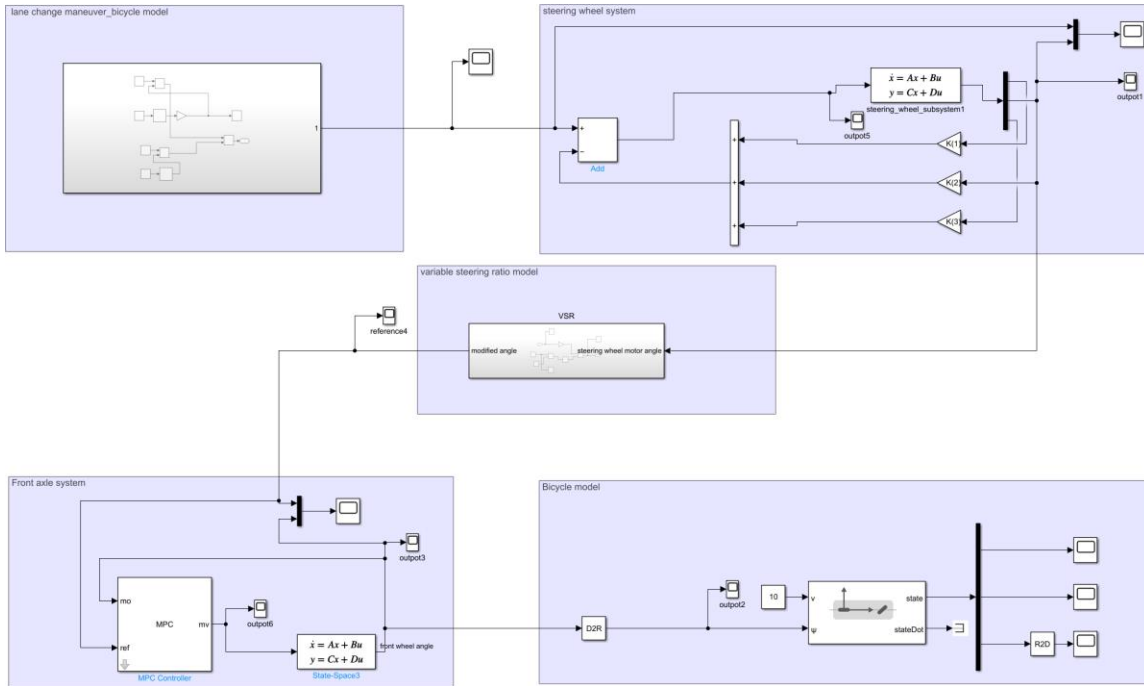 lane change maneuver_bicycle model
1
steering wheel system
+
−
Add
outpot5
ẋ = Ax + Bu
y = Cx + Du
steering_wheel_subsystem1
outpot1
+
+
+
K(1)
K(2)
K(3)
variable steering ratio model
VSR
modified angle
steering wheel motor angle
reference4
Front axle system
outpot3
mo
MPC
mv
ref
MPC Controller
outpot6
ẋ = Ax + Bu
y = Cx + Du
State-Space3
front wheel angle
Bicycle model
D2R
outpot2
10
v
ψ
state
stateDot
R2D